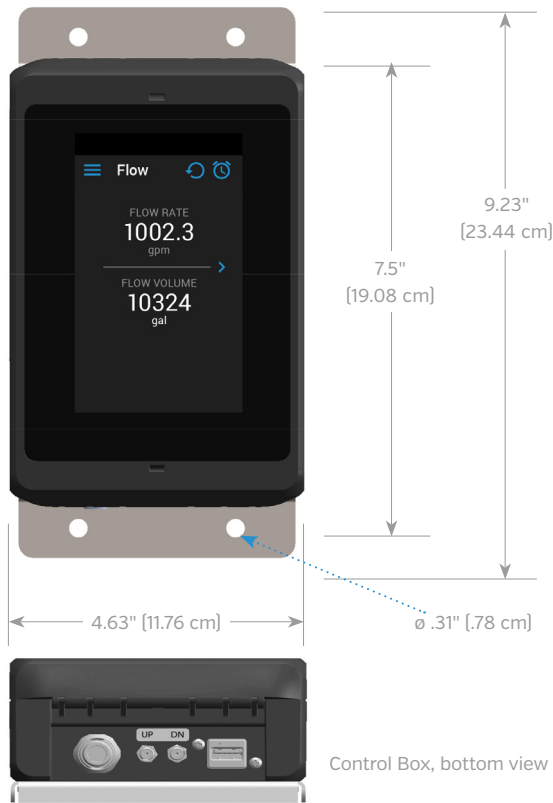 Flow
FLOW RATE
1002.3
gpm
FLOW VOLUME
10324
gal
9.23"
(23.44 cm)
7.5"
(19.08 cm)
4.63" (11.76 cm)
ø .31" (.78 cm)
UP DN
Control Box, bottom view